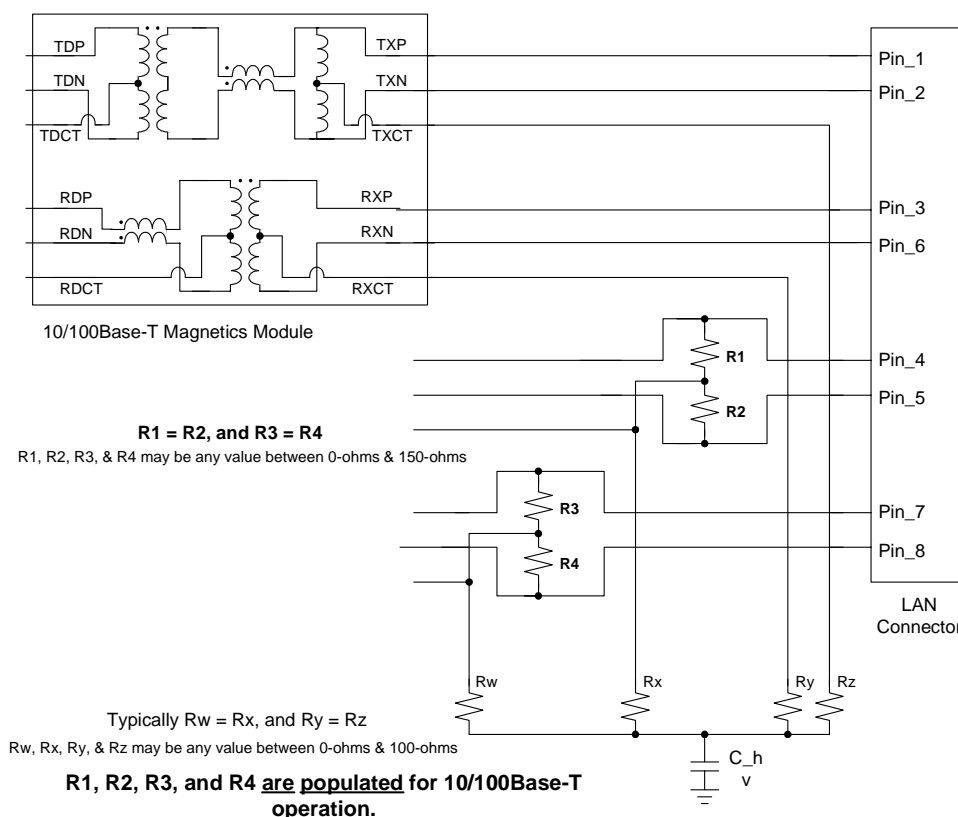 TDP
TXP
Pin_1
TDN
TXN
Pin_2
TDCT
TXCT
RDP
RXP
Pin_3
RDN
RXN
Pin_6
RDCT
RXCT
10/100Base-T Magnetics Module
R1
Pin_4
Pin_5
R2
R1 = R2, and R3 = R4
R1, R2, R3, & R4 may be any value between 0-ohms & 150-ohms
R3
Pin_7
Pin_8
R4
LAN
Connector
Rw
Rx
Ry
Rz
Typically Rw = Rx, and Ry = Rz
Rw, Rx, Ry, & Rz may be any value between 0-ohms & 100-ohms
C_h
v
R1, R2, R3, and R4 are populated for 10/100Base-T
operation.